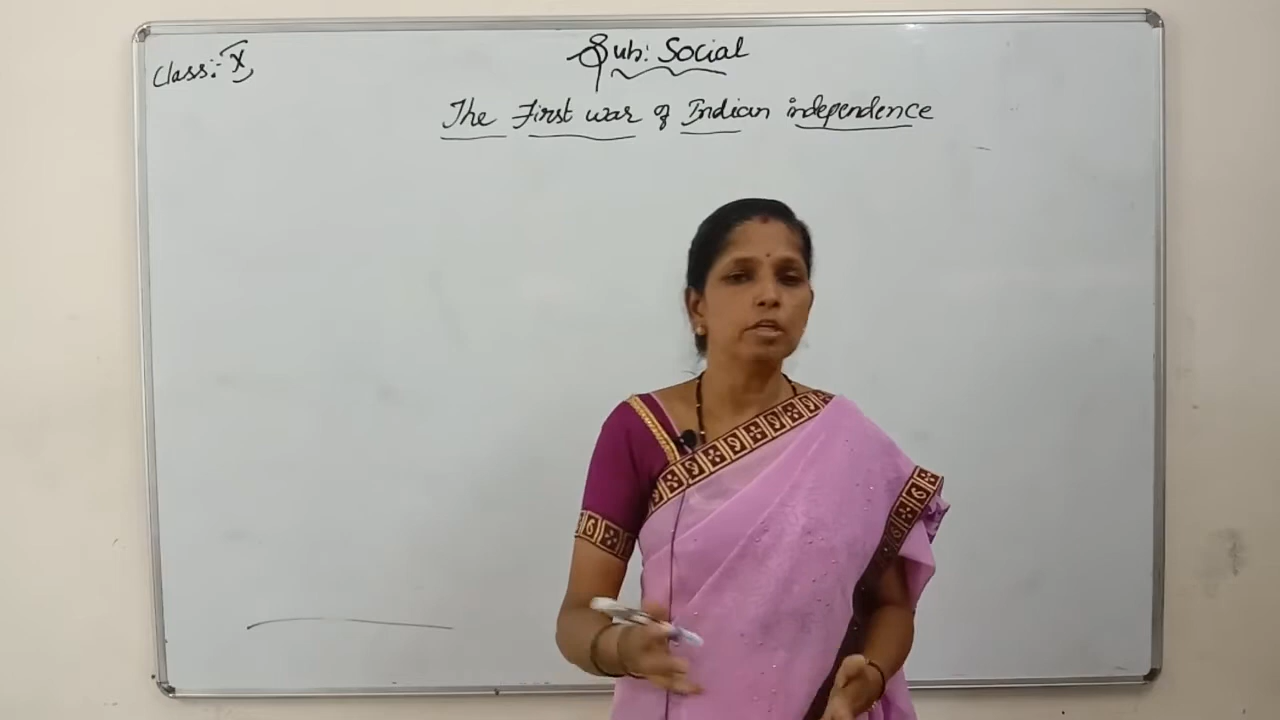 Class:- X
Sub: Social
The First war of Indian independence